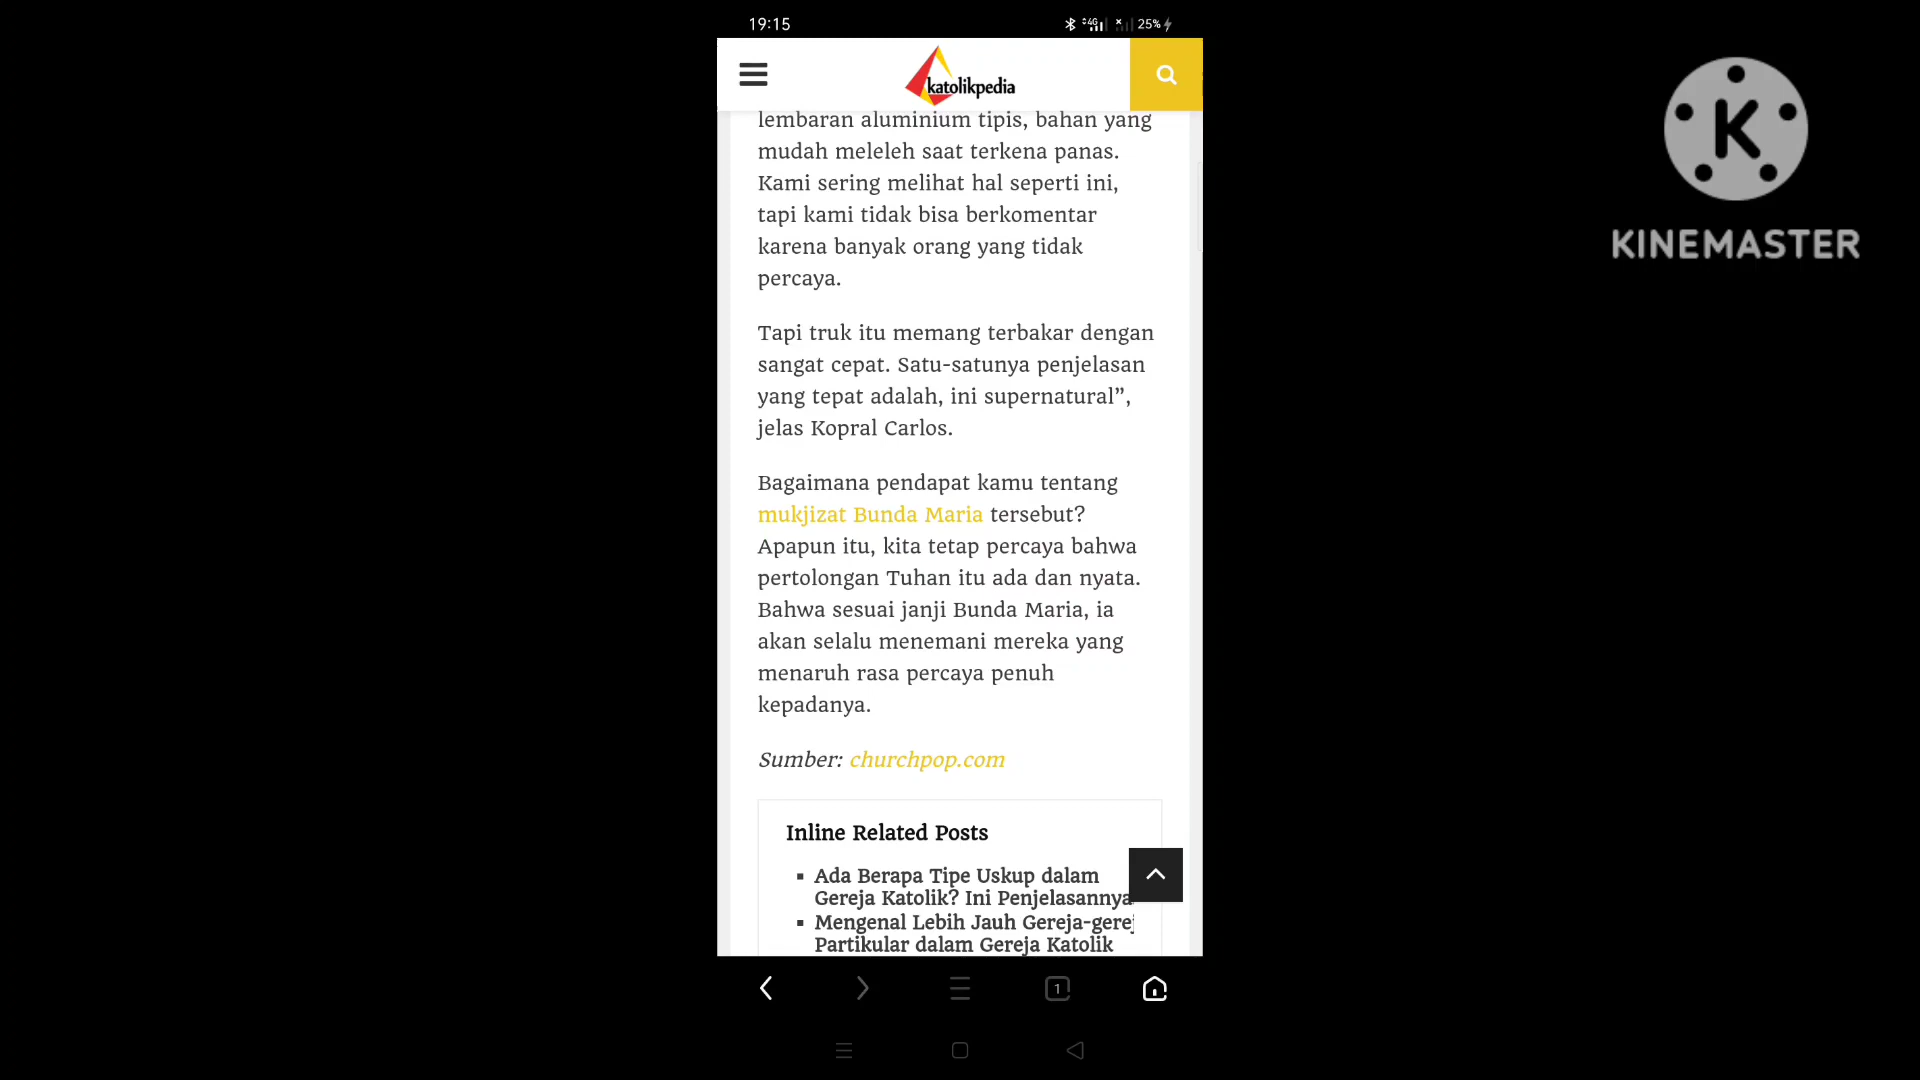 19:15
4G
25%
katolikpedia
K
KINEMASTER
lembaran aluminium tipis, bahan yang
mudah meleleh saat terkena panas.
Kami sering melihat hal seperti ini,
tapi kami tidak bisa berkomentar
karena banyak orang yang tidak
percaya.
Tapi truk itu memang terbakar dengan
sangat cepat. Satu-satunya penjelasan
yang tepat adalah, ini supernatural”,
jelas Kopral Carlos.
Bagaimana pendapat kamu tentang
mukjizat Bunda Maria tersebut?
Apapun itu, kita tetap percaya bahwa
pertolongan Tuhan itu ada dan nyata.
Bahwa sesuai janji Bunda Maria, ia
akan selalu menemani mereka yang
menaruh rasa percaya penuh
kepadanya.
Sumber: churchpop.com
Inline Related Posts
▪ Ada Berapa Tipe Uskup dalam
Gereja Katolik? Ini Penjelasannya
▪ Mengenal Lebih Jauh Gereja-gerej
Partikular dalam Gereja Katolik
1